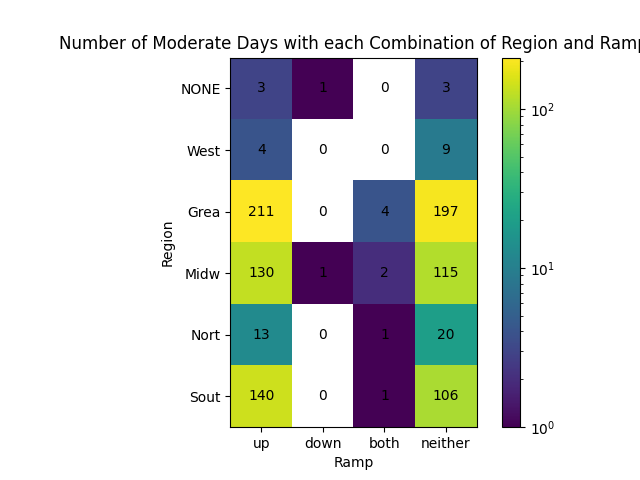 Number of Moderate Days with each Combination of Region and Ramp
NONE 3 1 0 3
West 4 0 0 9
Grea 211 0 4 197
Midw 130 1 2 115
Nort 13 0 1 20
Sout 140 0 1 106
up down both neither
Ramp
Region
10²
10¹
10⁰